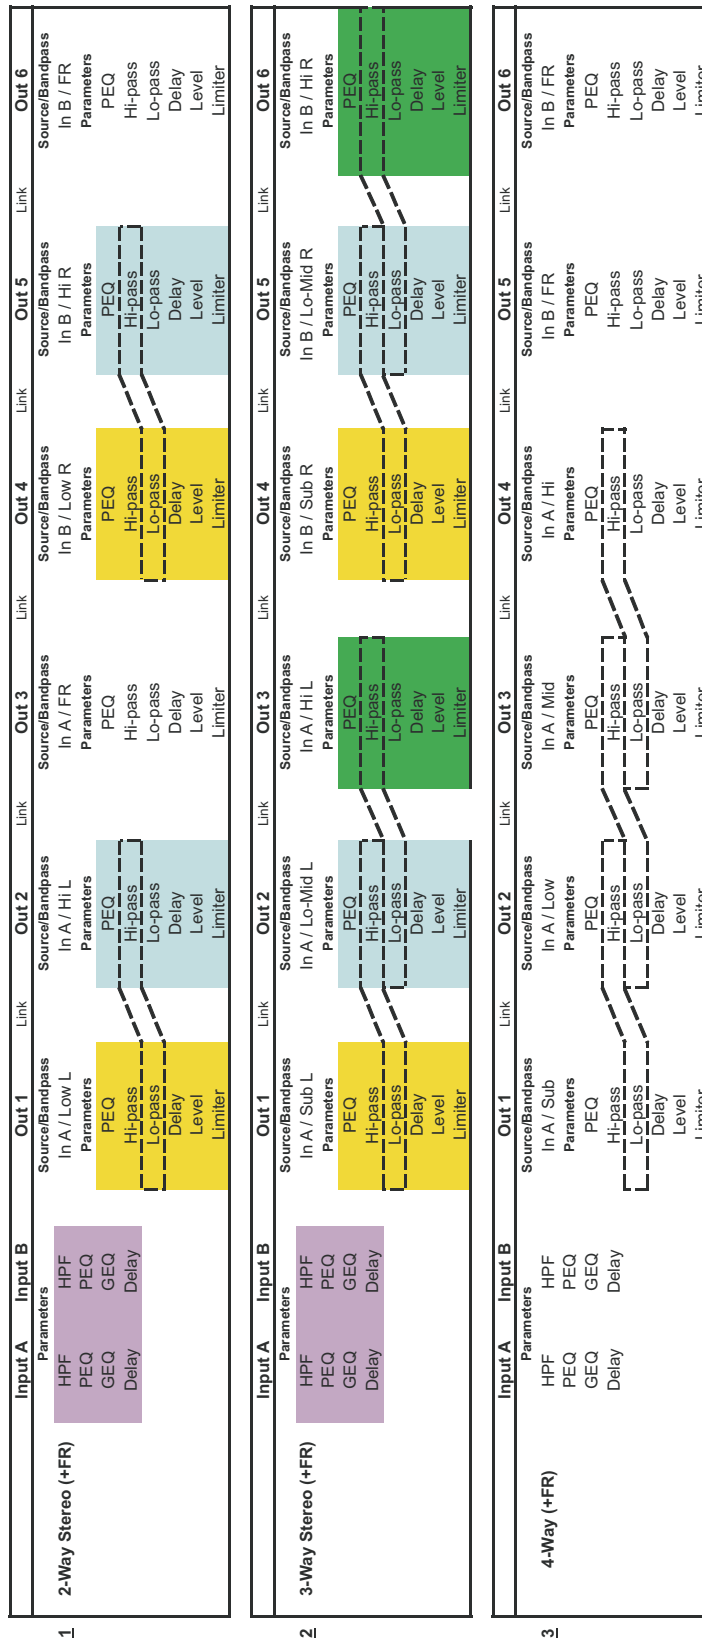 Input A Input B Out 1 Link Out 2 Link Out 3 Link Out 4 Link Out 5 Link Out 6
Parameters Source/Bandpass Source/Bandpass Source/Bandpass Source/Bandpass Source/Bandpass Source/Bandpass
1 2-Way Stereo (+FR) HPF HPF In A / Low L In A / Hi L In A / FR In B / Low R In B / Hi R In B / FR
PEQ PEQ Parameters Parameters Parameters Parameters Parameters Parameters
GEQ GEQ PEQ PEQ PEQ PEQ PEQ PEQ
Delay Delay Hi-pass Hi-pass Hi-pass Hi-pass Hi-pass Hi-pass
Lo-pass Lo-pass Lo-pass Lo-pass Lo-pass Lo-pass
Delay Delay Delay Delay Delay Delay
Level Level Level Level Level Level
Limiter Limiter Limiter Limiter Limiter Limiter
Input A Input B Out 1 Link Out 2 Link Out 3 Link Out 4 Link Out 5 Link Out 6
Parameters Source/Bandpass Source/Bandpass Source/Bandpass Source/Bandpass Source/Bandpass Source/Bandpass
2 3-Way Stereo (+FR) HPF HPF In A / Sub L In A / Lo-Mid L In A / Hi L In B / Sub R In B / Lo-Mid R In B / Hi R
PEQ PEQ Parameters Parameters Parameters Parameters Parameters Parameters
GEQ GEQ PEQ PEQ PEQ PEQ PEQ PEQ
Delay Delay Hi-pass Hi-pass Hi-pass Hi-pass Hi-pass Hi-pass
Lo-pass Lo-pass Lo-pass Lo-pass Lo-pass Lo-pass
Delay Delay Delay Delay Delay Delay
Level Level Level Level Level Level
Limiter Limiter Limiter Limiter Limiter Limiter
Input A Input B Out 1 Link Out 2 Link Out 3 Link Out 4 Link Out 5 Link Out 6
Parameters Source/Bandpass Source/Bandpass Source/Bandpass Source/Bandpass Source/Bandpass Source/Bandpass
3 4-Way (+FR) HPF HPF In A / Sub In A / Low In A / Mid In A / Hi In B / FR In B / FR
PEQ PEQ Parameters Parameters Parameters Parameters Parameters Parameters
GEQ GEQ PEQ PEQ PEQ PEQ PEQ PEQ
Delay Delay Hi-pass Hi-pass Hi-pass Hi-pass Hi-pass Hi-pass
Lo-pass Lo-pass Lo-pass Lo-pass Lo-pass Lo-pass
Delay Delay Delay Delay Delay Delay
Level Level Level Level Level Level
Limiter Limiter Limiter Limiter Limiter Limiter